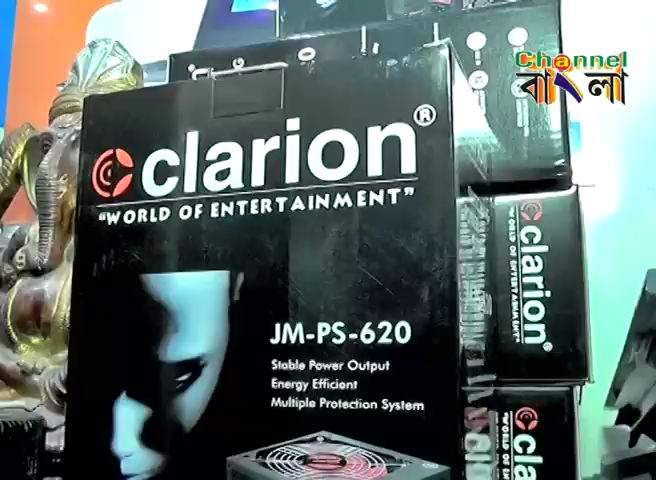 Channel
বাংলা
clarion®
"WORLD OF ENTERTAINMENT"
JM-PS-620
Stable Power Output
Energy Efficient
Multiple Protection System
clarion®
"WORLD OF ENTERTAINMENT"
clarion